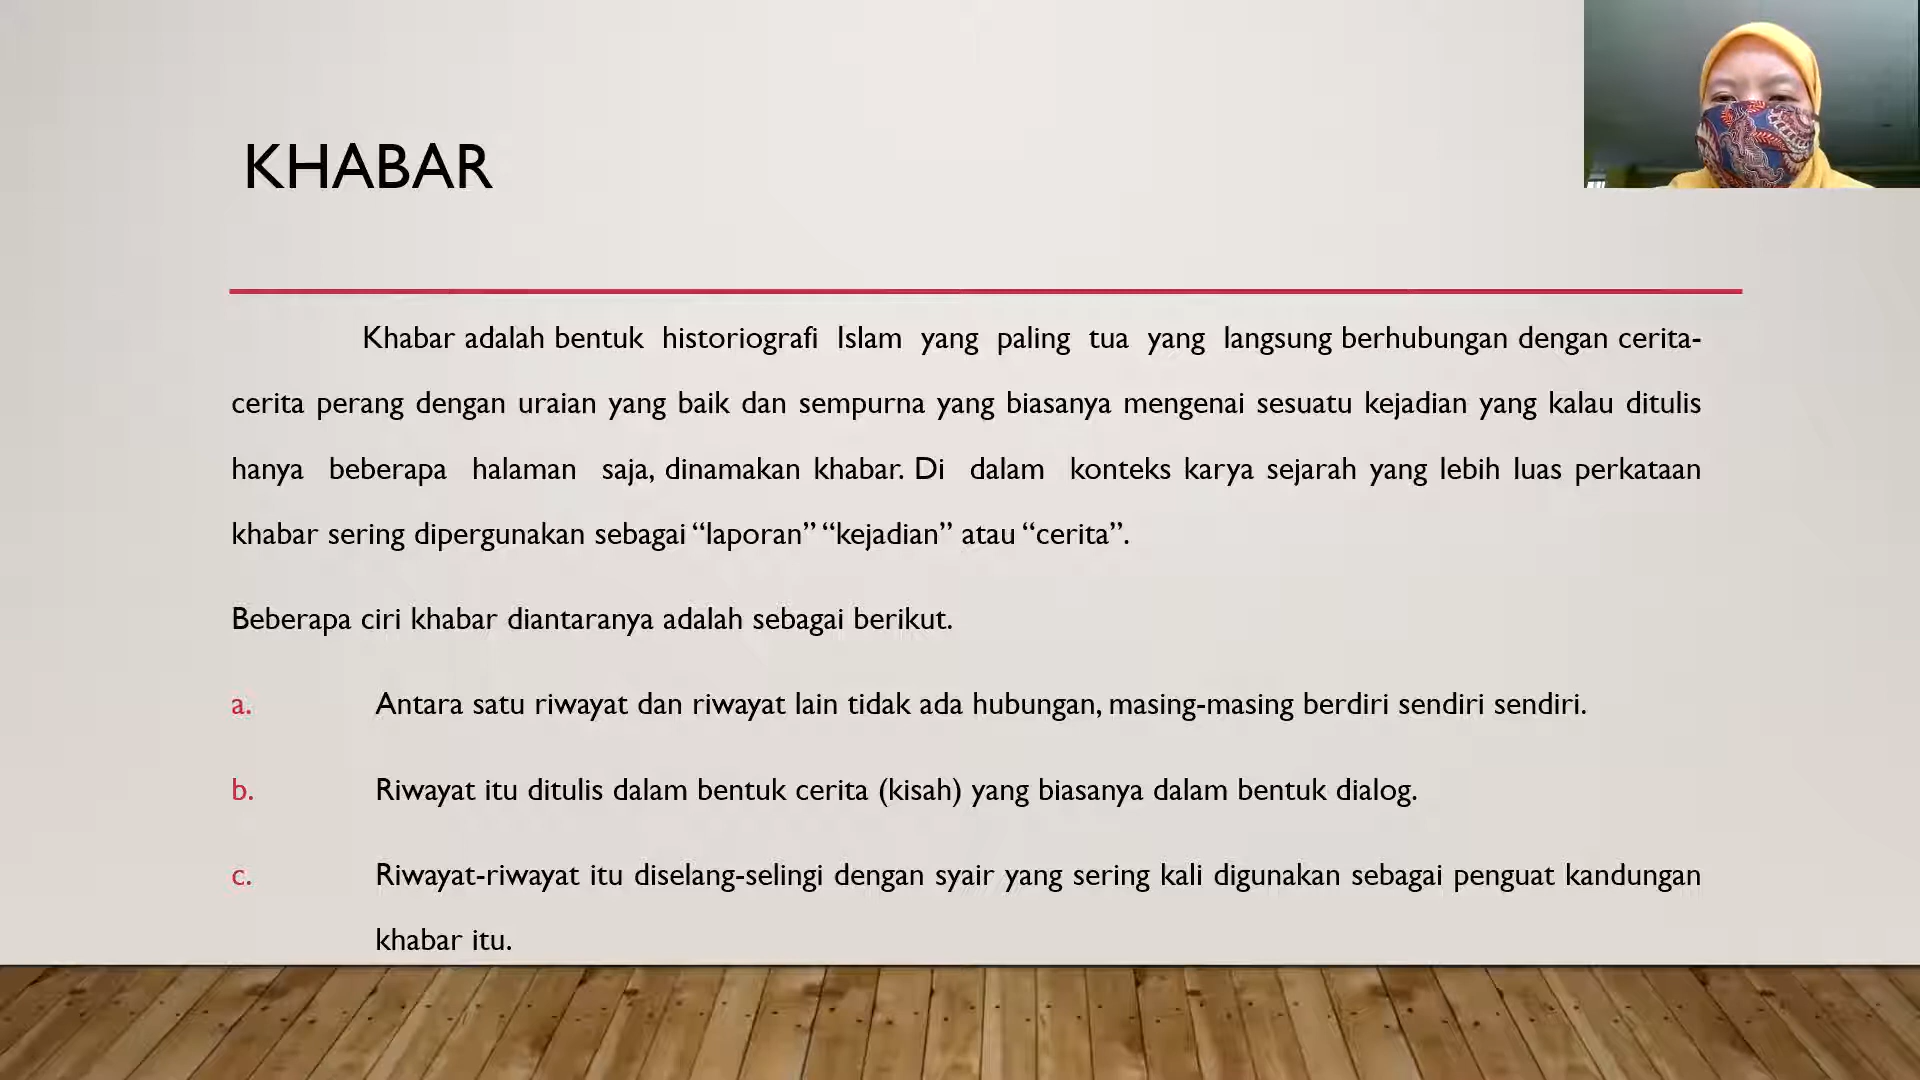 KHABAR
Khabar adalah bentuk historiografi Islam yang paling tua yang langsung berhubungan dengan cerita-
cerita perang dengan uraian yang baik dan sempurna yang biasanya mengenai sesuatu kejadian yang kalau ditulis
hanya beberapa halaman saja, dinamakan khabar. Di dalam konteks karya sejarah yang lebih luas perkataan
khabar sering dipergunakan sebagai “laporan” “kejadian” atau “cerita”.
Beberapa ciri khabar diantaranya adalah sebagai berikut.
a. Antara satu riwayat dan riwayat lain tidak ada hubungan, masing-masing berdiri sendiri sendiri.
b. Riwayat itu ditulis dalam bentuk cerita (kisah) yang biasanya dalam bentuk dialog.
c. Riwayat-riwayat itu diselang-selingi dengan syair yang sering kali digunakan sebagai penguat kandungan
khabar itu.